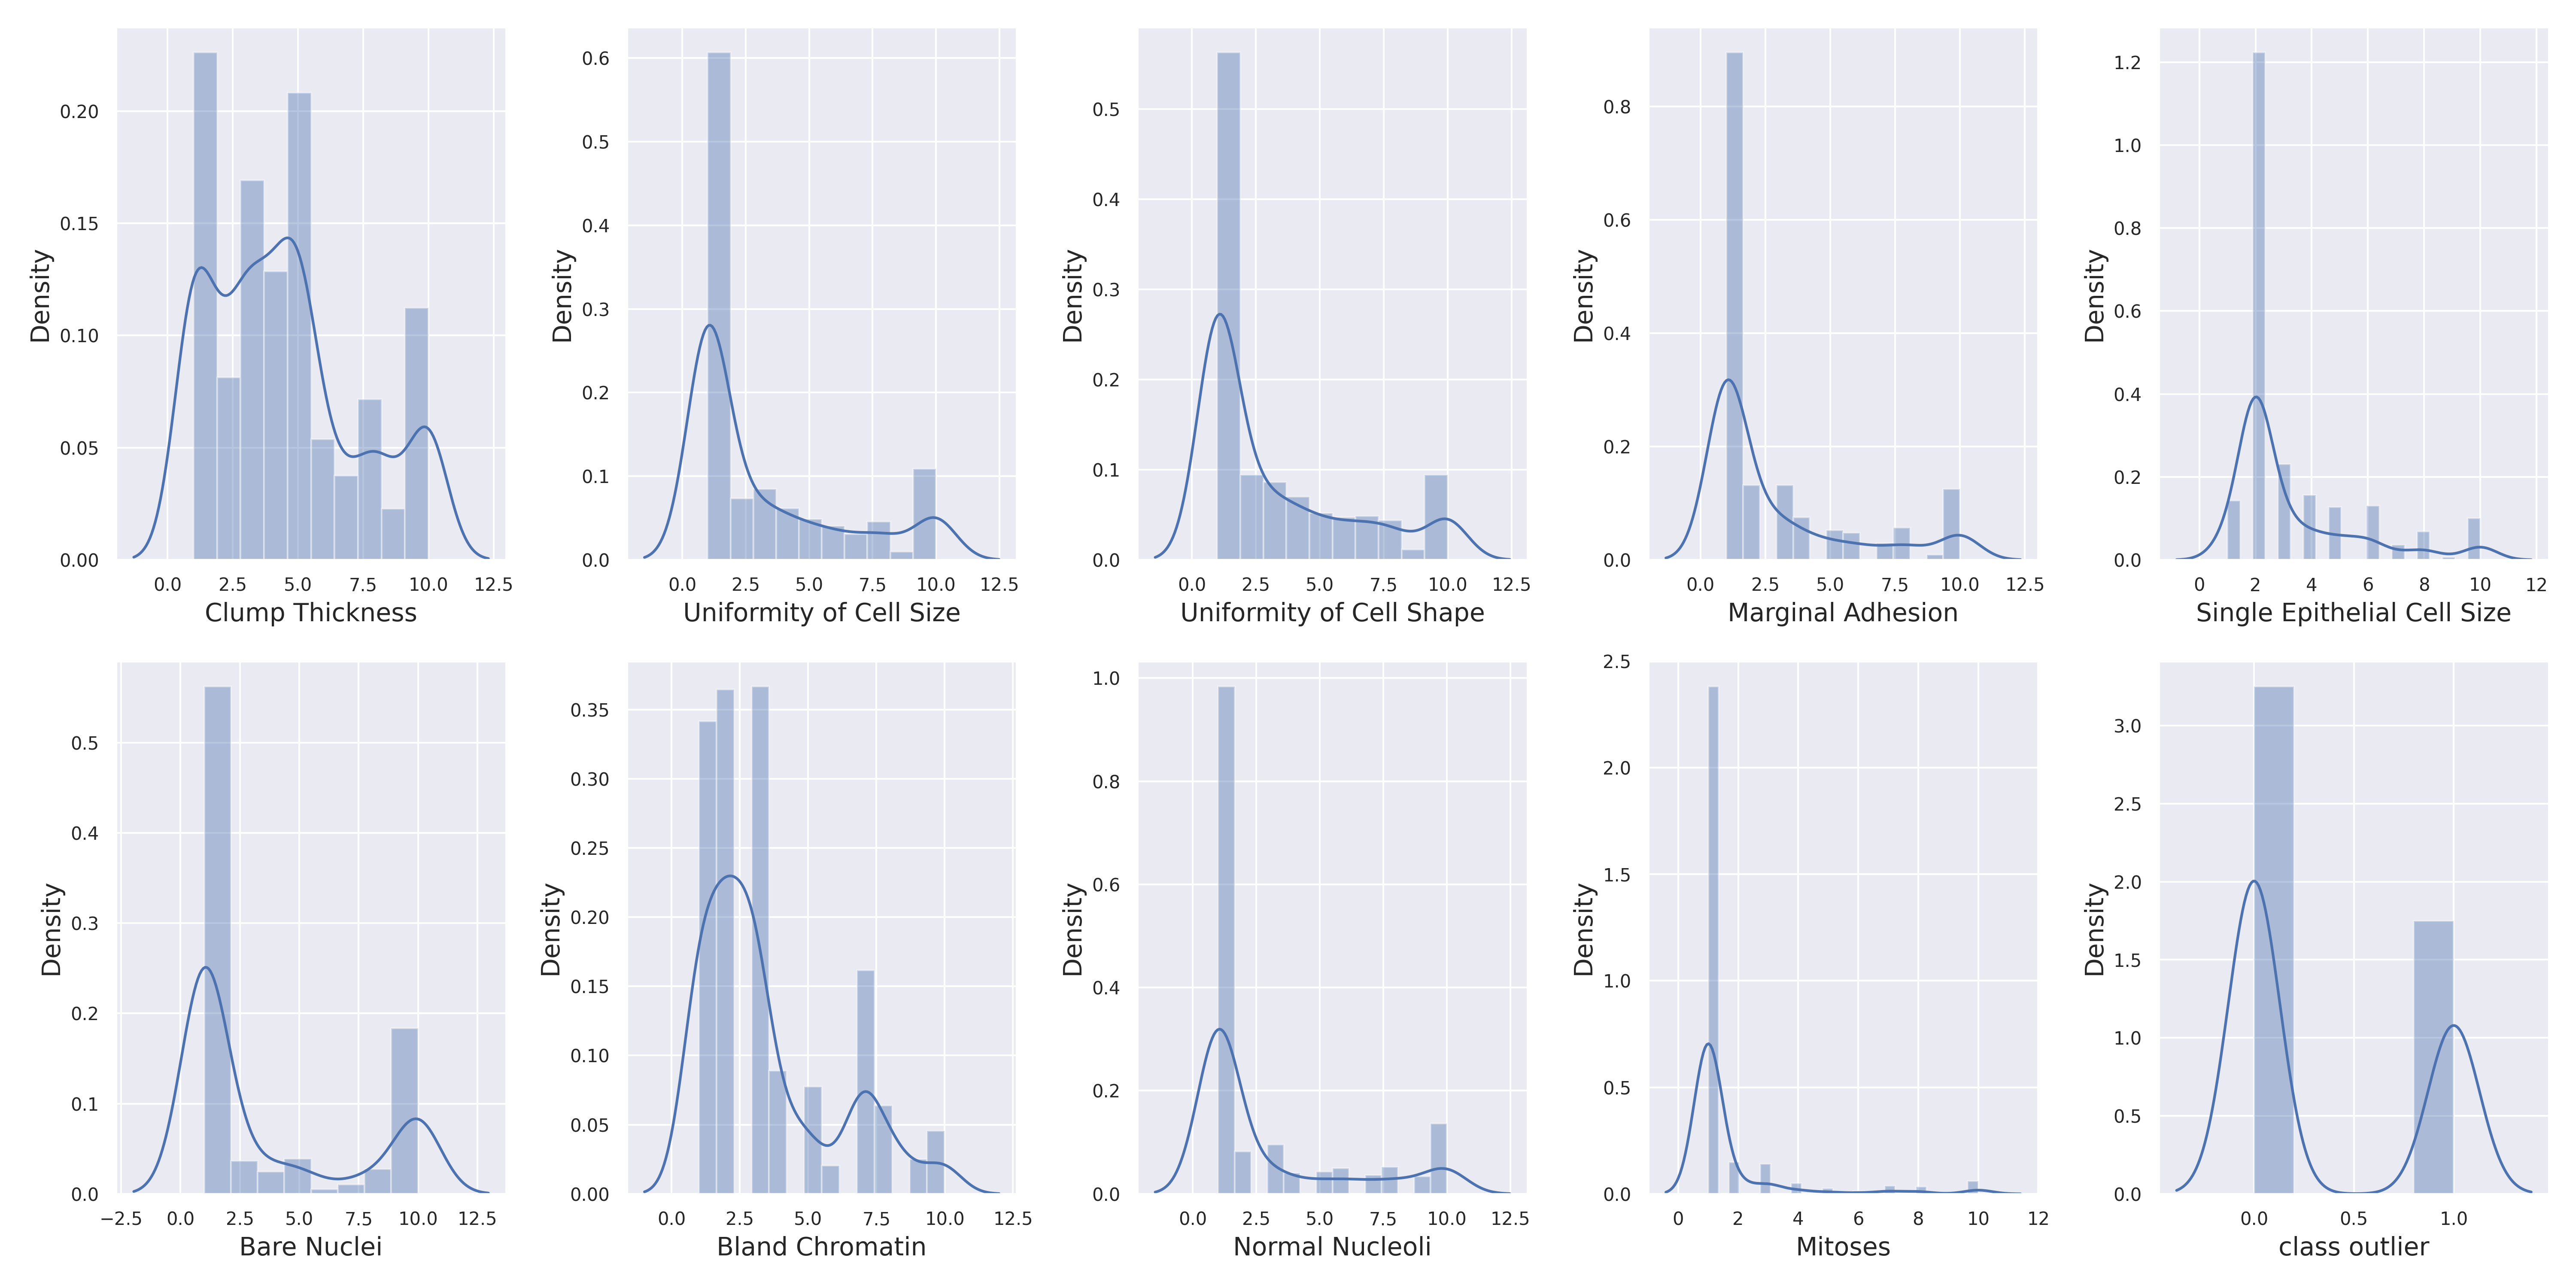 Density
0.20
0.15
0.10
0.05
0.00
0.0 2.5 5.0 7.5 10.0 12.5
Clump Thickness
Density
0.6
0.5
0.4
0.3
0.2
0.1
0.0
0.0 2.5 5.0 7.5 10.0 12.5
Uniformity of Cell Size
Density
0.5
0.4
0.3
0.2
0.1
0.0
0.0 2.5 5.0 7.5 10.0 12.5
Uniformity of Cell Shape
Density
0.8
0.6
0.4
0.2
0.0
0.0 2.5 5.0 7.5 10.0 12.5
Marginal Adhesion
Density
1.2
1.0
0.8
0.6
0.4
0.2
0.0
0 2 4 6 8 10 12
Single Epithelial Cell Size
Density
0.5
0.4
0.3
0.2
0.1
0.0
−2.5 0.0 2.5 5.0 7.5 10.0 12.5
Bare Nuclei
Density
0.35
0.30
0.25
0.20
0.15
0.10
0.05
0.00
0.0 2.5 5.0 7.5 10.0 12.5
Bland Chromatin
Density
1.0
0.8
0.6
0.4
0.2
0.0
0.0 2.5 5.0 7.5 10.0 12.5
Normal Nucleoli
Density
2.5
2.0
1.5
1.0
0.5
0.0
0 2 4 6 8 10 12
Mitoses
Density
3.0
2.5
2.0
1.5
1.0
0.5
0.0
0.0 0.5 1.0
class outlier